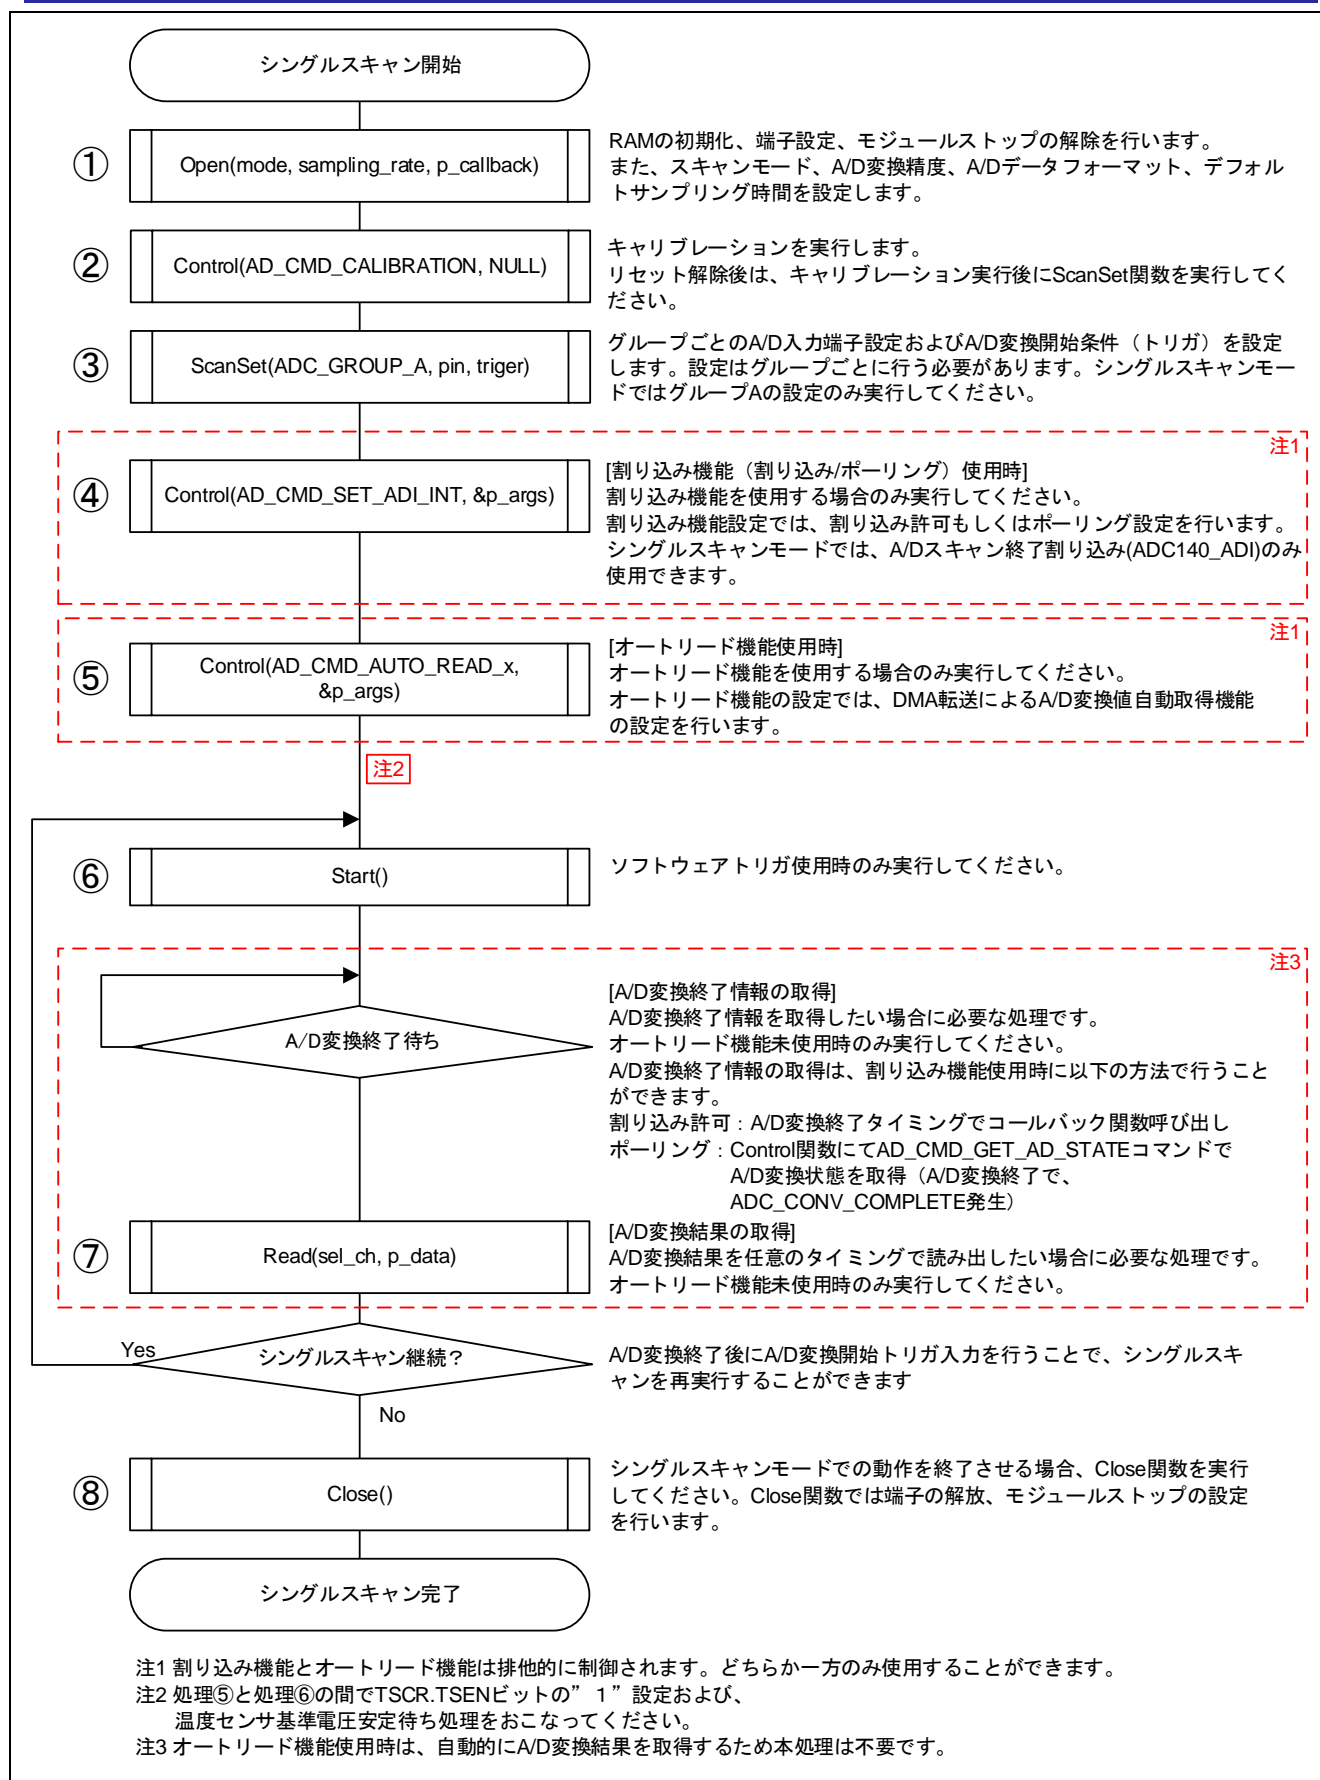 シングルスキャン開始
①
Open(mode, sampling_rate, p_callback)
RAMの初期化、端子設定、モジュールストップの解除を行います。
また、スキャンモード、A/D変換精度、A/Dデータフォーマット、デフォル
トサンプリング時間を設定します。
②
Control(AD_CMD_CALIBRATION, NULL)
キャリブレーションを実行します。
リセット解除後は、キャリブレーション実行後にScanSet関数を実行してく
ださい。
③
ScanSet(ADC_GROUP_A, pin, triger)
グループごとのA/D入力端子設定およびA/D変換開始条件（トリガ）を設定
します。設定はグループごとに行う必要があります。シングルスキャンモー
ドではグループAの設定のみ実行してください。
注1
④
Control(AD_CMD_SET_ADI_INT, &p_args)
[割り込み機能（割り込み/ポーリング）使用時]
割り込み機能を使用する場合のみ実行してください。
割り込み機能設定では、割り込み許可もしくはポーリング設定を行います。
シングルスキャンモードでは、A/Dスキャン終了割り込み(ADC140_ADI)のみ
使用できます。
注1
⑤
Control(AD_CMD_AUTO_READ_x,
&p_args)
[オートリード機能使用時]
オートリード機能を使用する場合のみ実行してください。
オートリード機能の設定では、DMA転送によるA/D変換値自動取得機能
の設定を行います。
注2
⑥
Start()
ソフトウェアトリガ使用時のみ実行してください。
注3
A/D変換終了待ち
[A/D変換終了情報の取得]
A/D変換終了情報を取得したい場合に必要な処理です。
オートリード機能未使用時のみ実行してください。
A/D変換終了情報の取得は、割り込み機能使用時に以下の方法で行うこと
ができます。
割り込み許可：A/D変換終了タイミングでコールバック関数呼び出し
ポーリング：Control関数にてAD_CMD_GET_AD_STATEコマンドで
A/D変換状態を取得（A/D変換終了で、
ADC_CONV_COMPLETE発生）
⑦
Read(sel_ch, p_data)
[A/D変換結果の取得]
A/D変換結果を任意のタイミングで読み出したい場合に必要な処理です。
オートリード機能未使用時のみ実行してください。
Yes
シングルスキャン継続？
A/D変換終了後にA/D変換開始トリガ入力を行うことで、シングルスキ
ャンを再実行することができます
No
⑧
Close()
シングルスキャンモードでの動作を終了させる場合、Close関数を実行
してください。Close関数では端子の解放、モジュールストップの設定
を行います。
シングルスキャン完了
注1 割り込み機能とオートリード機能は排他的に制御されます。どちらか一方のみ使用することができます。
注2 処理⑤と処理⑥の間でTSCR.TSENビットの”１”設定および、
温度センサ基準電圧安定待ち処理をおこなってください。
注3 オートリード機能使用時は、自動的にA/D変換結果を取得するため本処理は不要です。